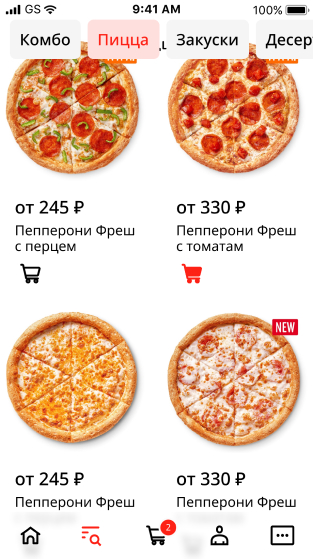 GS 9:41 AM 100%
Комбо Пицца Закуски Десер
от 245 ₽ от 330 ₽
Пепперони Фреш Пепперони Фреш
с перцем с томатам
NEW
от 245 ₽ от 330 ₽
Пепперони Фреш Пепперони Фреш
2